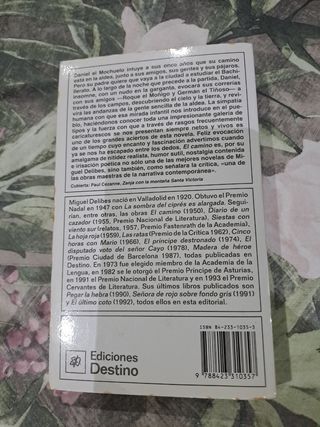 Daniel el Mochuelo intuye a sus once años que su camino
está en la aldea, junto a sus amigos, sus gentes y sus pájaros.
Pero su padre quiere que vaya a la ciudad a estudiar el Bachi-
llerato. A lo largo de la noche que precede a la partida, Daniel,
insomne, con un nudo en la garganta, evocará sus correrías
con sus amigos —Roque el Moñigo y Germán el Tiñoso— a
través de los campos, descubriendo el cielo y la tierra, y revi-
virá las andanzas de la gente sencilla de la aldea. La simpatía
humana con que esa mirada infantil nos introduce en el pue-
blo, haciéndonos conocer toda una impresionante galería de
tipos y la fuerza con que a través de rasgos frecuentemente
caricaturescos se nos presentan siempre netos y vivos es
uno de los grandes aciertos de esta novela. Feliz evocación
de un tiempo cuyo encanto y fascinación advertimos cuando
ya se nos ha escapado entre los dedos, El camino es, por su
amalgama de nitidez realista, humor sutil, nostalgia contenida
e irisación poética no sólo una de las mejores novelas de Mi-
guel Delibes, sino también, como señalara la crítica, «una de
las obras maestras de la narrativa contemporánea».
Cubierta: Paul Cézanne, Zanja con la montaña Santa Victoria
Miguel Delibes nació en Valladolid en 1920. Obtuvo el Premio
Nadal en 1947 con La sombra del ciprés es alargada. Segui-
rían, entre otras, las obras El camino (1950), Diario de un
cazador (1955, Premio Nacional de Literatura), Siestas con
viento sur (relatos, 1957, Premio Fastenrath de la Academia),
La hoja roja (1959), Las ratas (Premio de la Crítica 1962), Cinco
horas con Mario (1966), El príncipe destronado (1974), El
disputado voto del señor Cayo (1978), Madera de héroe
(Premio Ciudad de Barcelona 1987), todas publicadas en
Destino. En 1973 fue elegido miembro de la Academia de la
Lengua, en 1982 se le otorgó el Premio Príncipe de Asturias,
en 1991 el Premio Nacional de Literatura y en 1993 el Premio
Cervantes de Literatura. Sus últimos libros publicados son
Pegar la hebra (1990), Señora de rojo sobre fondo gris (1991)
y El último coto (1992), todos ellos en esta editorial.
Ediciones
Destino
ISBN 84-233-1035-3
9 788423 310357